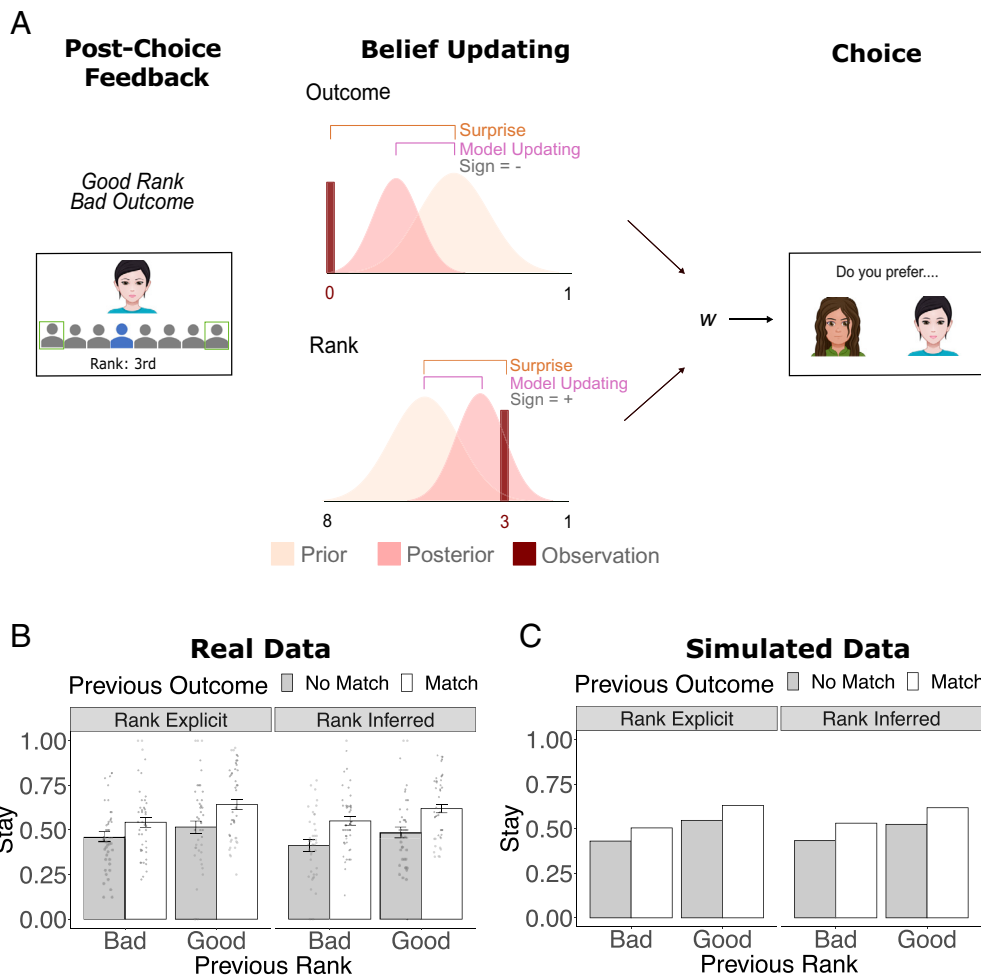 A
Post-Choice
Feedback
Belief Updating
Choice
Outcome
Surprise
Model Updating
Sign = -
Good Rank
Bad Outcome
Rank: 3rd
0
1
w
Do you prefer....
Rank
Surprise
Model Updating
Sign = +
8
3
1
Prior
Posterior
Observation
B
Real Data
Previous Outcome
No Match
Match
Rank Explicit
Rank Inferred
1.00
0.75
0.50
0.25
0.00
Stay
Bad
Good
Bad
Good
Previous Rank
C
Simulated Data
Previous Outcome
No Match
Match
Rank Explicit
Rank Inferred
1.00
0.75
0.50
0.25
0.00
Stay
Bad
Good
Bad
Good
Previous Rank